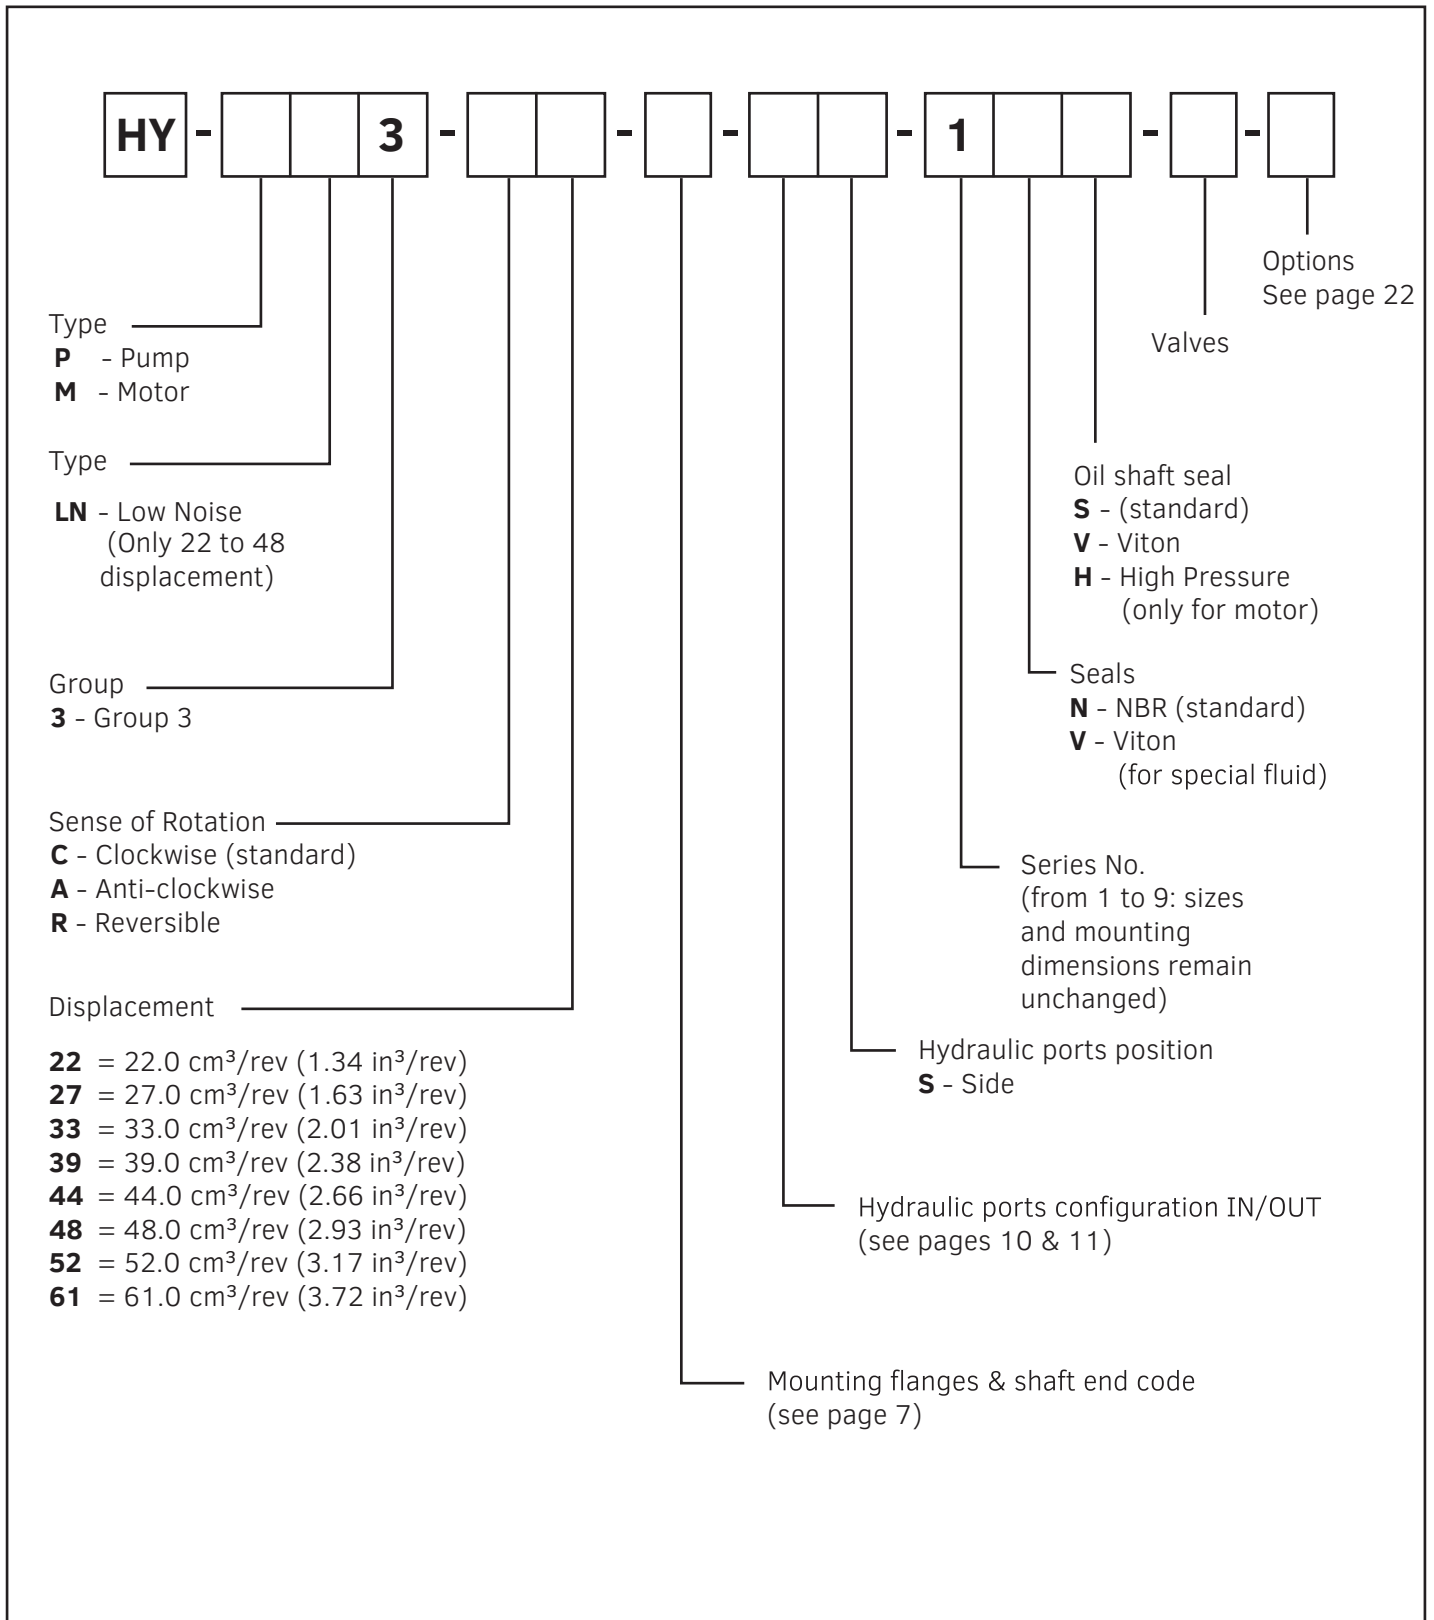 HY - 3 - - - - 1 - -
Options
See page 22
Type
P - Pump
M - Motor
Valves
Type
LN - Low Noise
(Only 22 to 48
displacement)
Oil shaft seal
S - (standard)
V - Viton
H - High Pressure
(only for motor)
Group
3 - Group 3
Seals
N - NBR (standard)
V - Viton
(for special fluid)
Sense of Rotation
C - Clockwise (standard)
A - Anti-clockwise
R - Reversible
Series No.
(from 1 to 9: sizes
and mounting
dimensions remain
unchanged)
Displacement
22 = 22.0 cm³/rev (1.34 in³/rev)
27 = 27.0 cm³/rev (1.63 in³/rev)
33 = 33.0 cm³/rev (2.01 in³/rev)
39 = 39.0 cm³/rev (2.38 in³/rev)
44 = 44.0 cm³/rev (2.66 in³/rev)
48 = 48.0 cm³/rev (2.93 in³/rev)
52 = 52.0 cm³/rev (3.17 in³/rev)
61 = 61.0 cm³/rev (3.72 in³/rev)
Hydraulic ports position
S - Side
Hydraulic ports configuration IN/OUT
(see pages 10 & 11)
Mounting flanges & shaft end code
(see page 7)